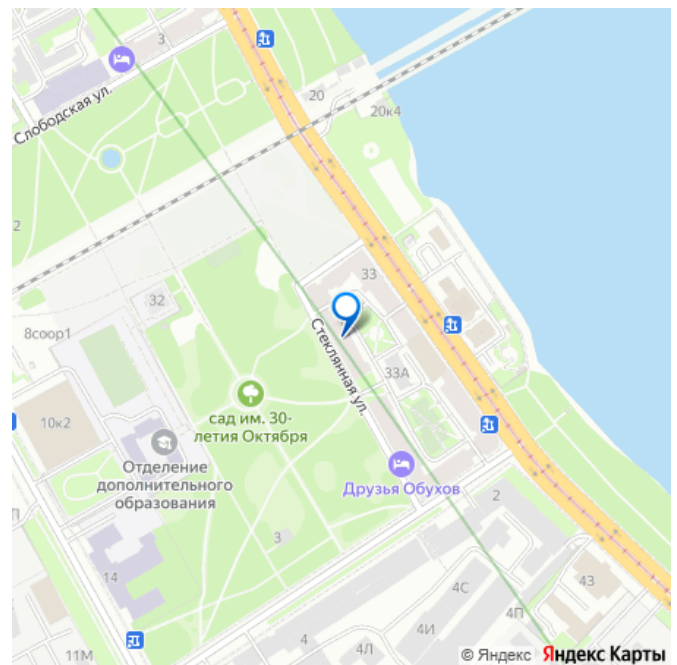 3
Слободская ул.
20
20к4
2
33
32
8соор1
Стеклянная ул.
33А
сад им. 30-
летия Октября
10к2
Отделение
дополнительного
образования
Друзья Обухов
2
3
14
4С
43
4П
4И
4
4Л
11М
© Яндекс Яндекс Карты